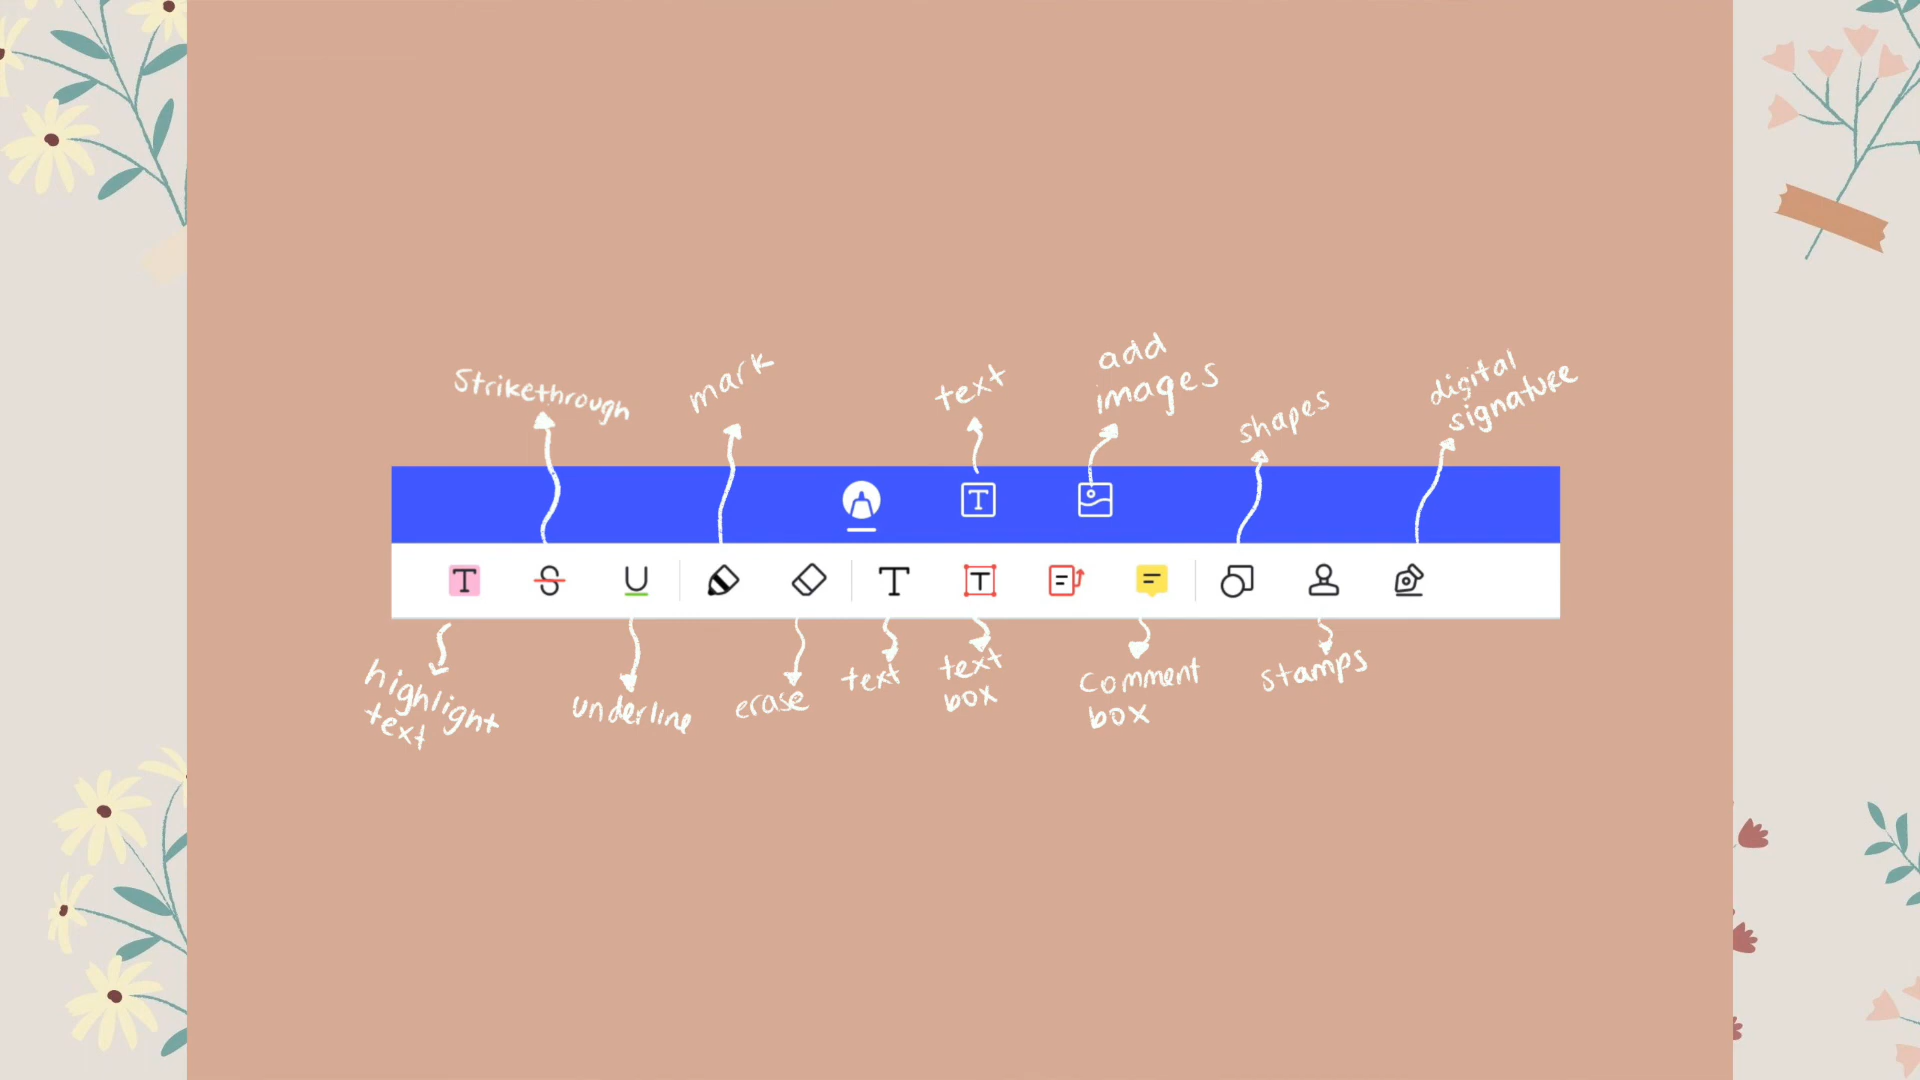 Strikethrough
mark
text
add
images
shapes
digital
signature
highlight
text
underline
erase
text
text
box
Comment
box
stamps